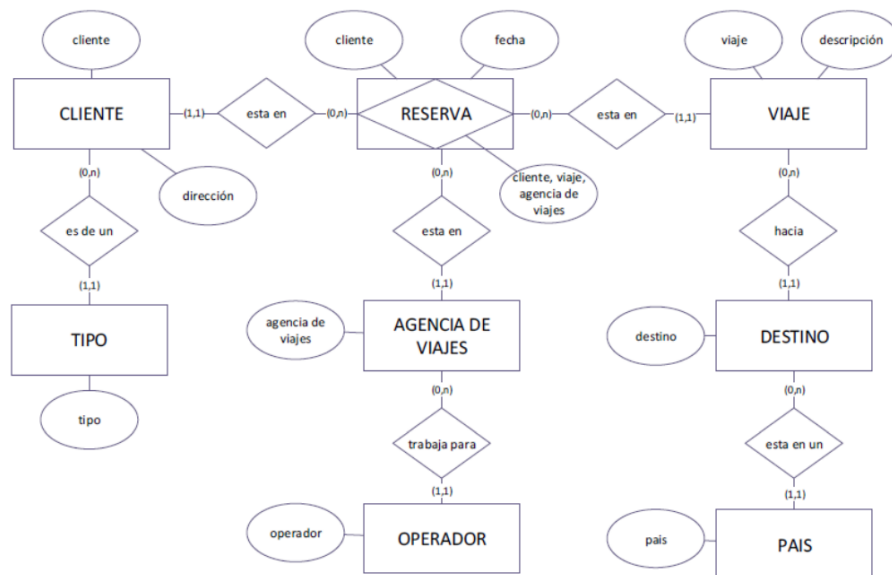 cliente
cliente
fecha
viaje
descripción
CLIENTE
(1,1)
esta en
(0,n)
RESERVA
(0,n)
esta en
(1,1)
VIAJE
(0,n)
dirección
(0,n)
cliente, viaje,
agencia de
viajes
(0,n)
es de un
esta en
hacia
(1,1)
(1,1)
(1,1)
TIPO
agencia de
viajes
AGENCIA DE
VIAJES
destino
DESTINO
tipo
(0,n)
(0,n)
trabaja para
esta en un
(1,1)
(1,1)
operador
OPERADOR
pais
PAIS